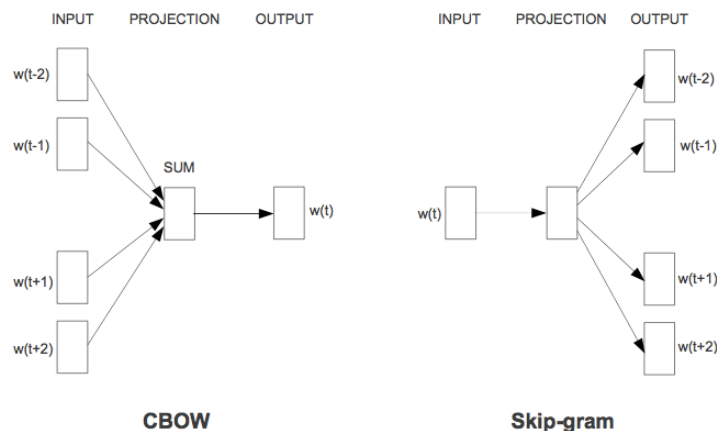 INPUT PROJECTION OUTPUT
w(t-2)
w(t-1)
SUM
w(t)
w(t+1)
w(t+2)
CBOW
INPUT PROJECTION OUTPUT
w(t-2)
w(t-1)
w(t)
w(t+1)
w(t+2)
Skip-gram